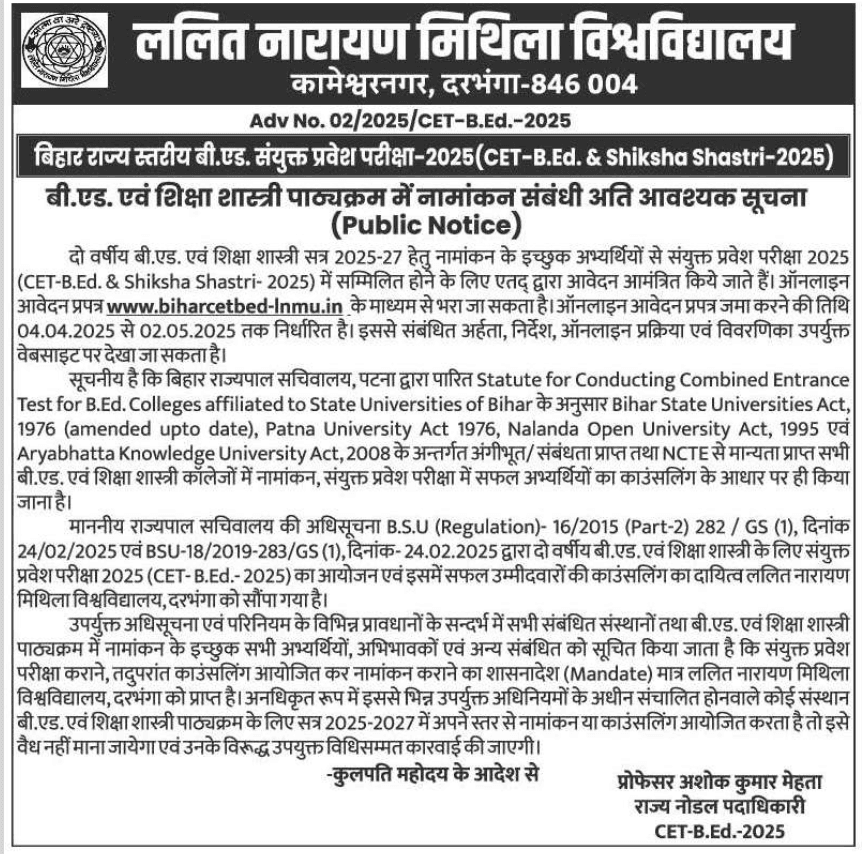 ललित नारायण मिथिला विश्वविद्यालय
कामेश्वरनगर, दरभंगा-846 004
Adv No. 02/2025/CET-B.Ed.-2025
बिहार राज्य स्तरीय बी.एड. संयुक्त प्रवेश परीक्षा-2025(CET-B.Ed. & Shiksha Shastri-2025)
बी.एड. एवं शिक्षा शास्त्री पाठ्यक्रम में नामांकन संबंधी अति आवश्यक सूचना
(Public Notice)
दो वर्षीय बी.एड. एवं शिक्षा शास्त्री सत्र 2025-27 हेतु नामांकन के इच्छुक अभ्यर्थियों से संयुक्त प्रवेश परीक्षा 2025
(CET-B.Ed. & Shiksha Shastri- 2025) में सम्मिलित होने के लिए एतद् द्वारा आवेदन आमंत्रित किये जाते हैं। ऑनलाइन
आवेदन प्रपत्र www.biharcetbed-lnmu.in के माध्यम से भरा जा सकता है। ऑनलाइन आवेदन प्रपत्र जमा करने की तिथि
04.04.2025 से 02.05.2025 तक निर्धारित है। इससे संबंधित अर्हता, निर्देश, ऑनलाइन प्रक्रिया एवं विवरणिका उपर्युक्त
वेबसाइट पर देखा जा सकता है।
सूचनीय है कि बिहार राज्यपाल सचिवालय, पटना द्वारा पारित Statute for Conducting Combined Entrance
Test for B.Ed. Colleges affiliated to State Universities of Bihar के अनुसार Bihar State Universities Act,
1976 (amended upto date), Patna University Act 1976, Nalanda Open University Act, 1995 एवं
Aryabhatta Knowledge University Act, 2008 के अन्तर्गत अंगीभूत/ संबंधता प्राप्त तथा NCTE से मान्यता प्राप्त सभी
बी.एड. एवं शिक्षा शास्त्री कॉलेजों में नामांकन, संयुक्त प्रवेश परीक्षा में सफल अभ्यर्थियों का काउंसलिंग के आधार पर ही किया
जाना है।
माननीय राज्यपाल सचिवालय की अधिसूचना B.S.U (Regulation)- 16/2015 (Part-2) 282 / GS (1), दिनांक
24/02/2025 एवं BSU-18/2019-283/GS (1), दिनांक- 24.02.2025 द्वारा दो वर्षीय बी.एड. एवं शिक्षा शास्त्री के लिए संयुक्त
प्रवेश परीक्षा 2025 (CET- B.Ed.- 2025) का आयोजन एवं इसमें सफल उम्मीदवारों की काउंसलिंग का दायित्व ललित नारायण
मिथिला विश्वविद्यालय, दरभंगा को सौंपा गया है।
उपर्युक्त अधिसूचना एवं परिनियम के विभिन्न प्रावधानों के सन्दर्भ में सभी संबंधित संस्थानों तथा बी.एड. एवं शिक्षा शास्त्री
पाठ्यक्रम में नामांकन के इच्छुक सभी अभ्यर्थियों, अभिभावकों एवं अन्य संबंधित को सूचित किया जाता है कि संयुक्त प्रवेश
परीक्षा कराने, तदुपरांत काउंसलिंग आयोजित कर नामांकन कराने का शासनादेश (Mandate) मात्र ललित नारायण मिथिला
विश्वविद्यालय, दरभंगा को प्राप्त है। अनधिकृत रूप में इससे भिन्न उपर्युक्त अधिनियमों के अधीन संचालित होनवाले कोई संस्थान
बी.एड. एवं शिक्षा शास्त्री पाठ्यक्रम के लिए सत्र 2025-2027 में अपने स्तर से नामांकन या काउंसलिंग आयोजित करता है तो इसे
वैध नहीं माना जायेगा एवं उनके विरूद्ध उपयुक्त विधिसम्मत कारवाई की जाएगी।
-कुलपति महोदय के आदेश से
प्रोफेसर अशोक कुमार मेहता
राज्य नोडल पदाधिकारी
CET-B.Ed.-2025